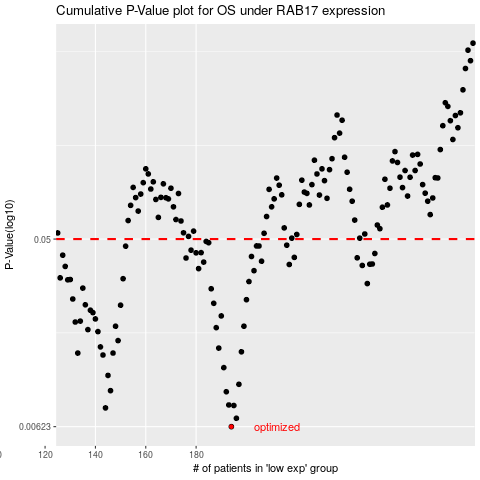 Cumulative P-Value plot for OS under RAB17 expression
P-Value(log10)
0.05
0.00623
optimized
0 120 140 160 180
# of patients in 'low exp' group